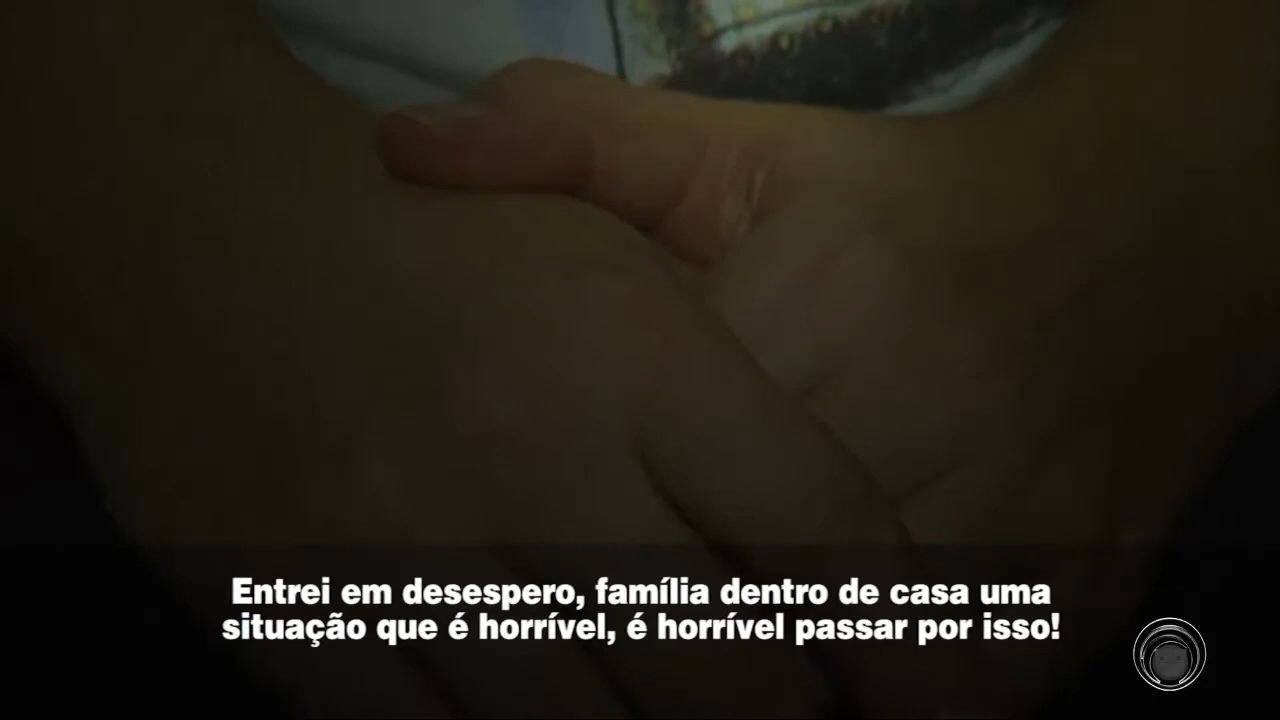 Entrei em desespero, família dentro de casa uma
situação que é horrível, é horrível passar por isso!